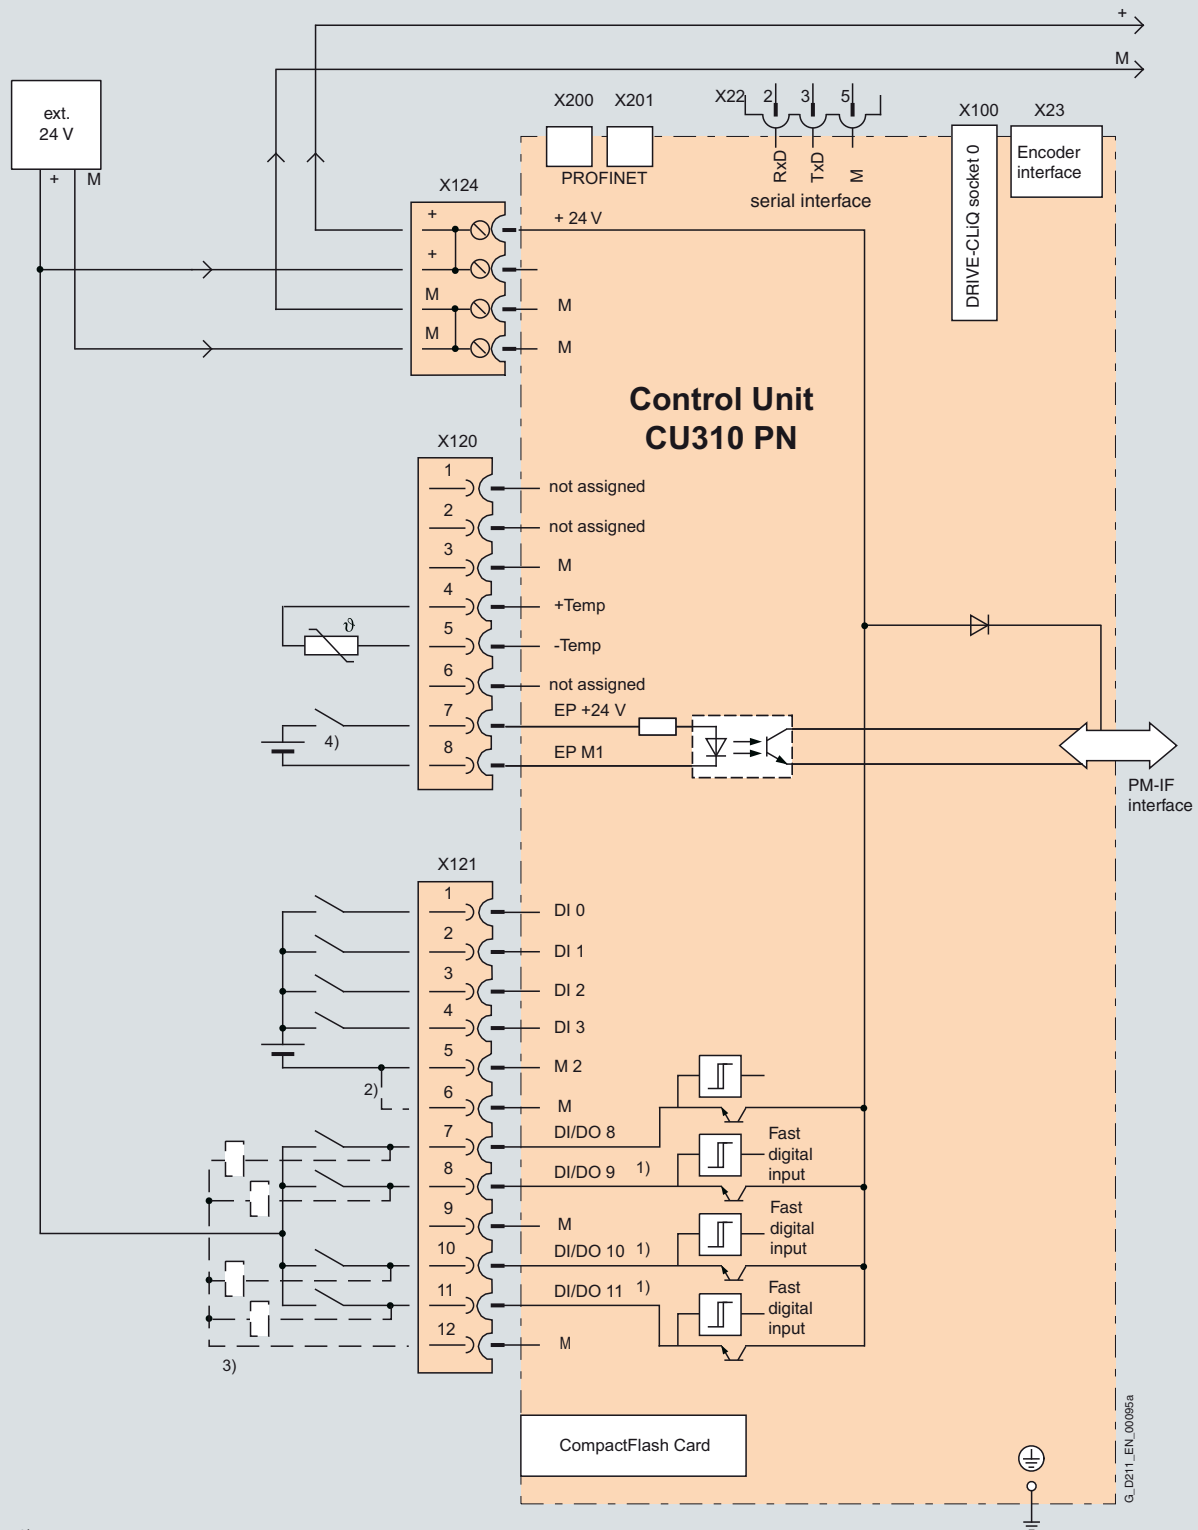 +
M
ext.
24 V
+ M
X200 X201
X22 2 3 5
X100 X23
RxD
TxD
M
PROFINET
serial interface
DRIVE-CLiQ socket 0
Encoder
interface
X124
+ + 24 V
+
M M
M M
Control Unit
CU310 PN
X120
1 not assigned
2 not assigned
3 M
4 +Temp
ϑ
5 -Temp
6 not assigned
7 EP +24 V
4)
8 EP M1
PM-IF
interface
X121
1 DI 0
2 DI 1
3 DI 2
4 DI 3
5 M 2
2)
6 M
7 DI/DO 8
Fast
digital
input
8 DI/DO 9 1)
9 M
Fast
digital
input
10 DI/DO 10 1)
11 DI/DO 11 1)
Fast
digital
input
12 M
3)
CompactFlash Card
G_D211_EN_00095a